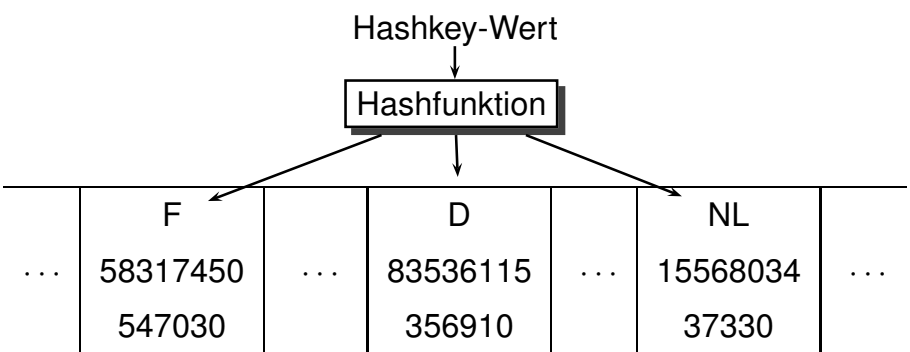 Hashkey-Wert
Hashfunktion
F D NL
... 58317450 ... 83536115 ... 15568034 ...
547030 356910 37330